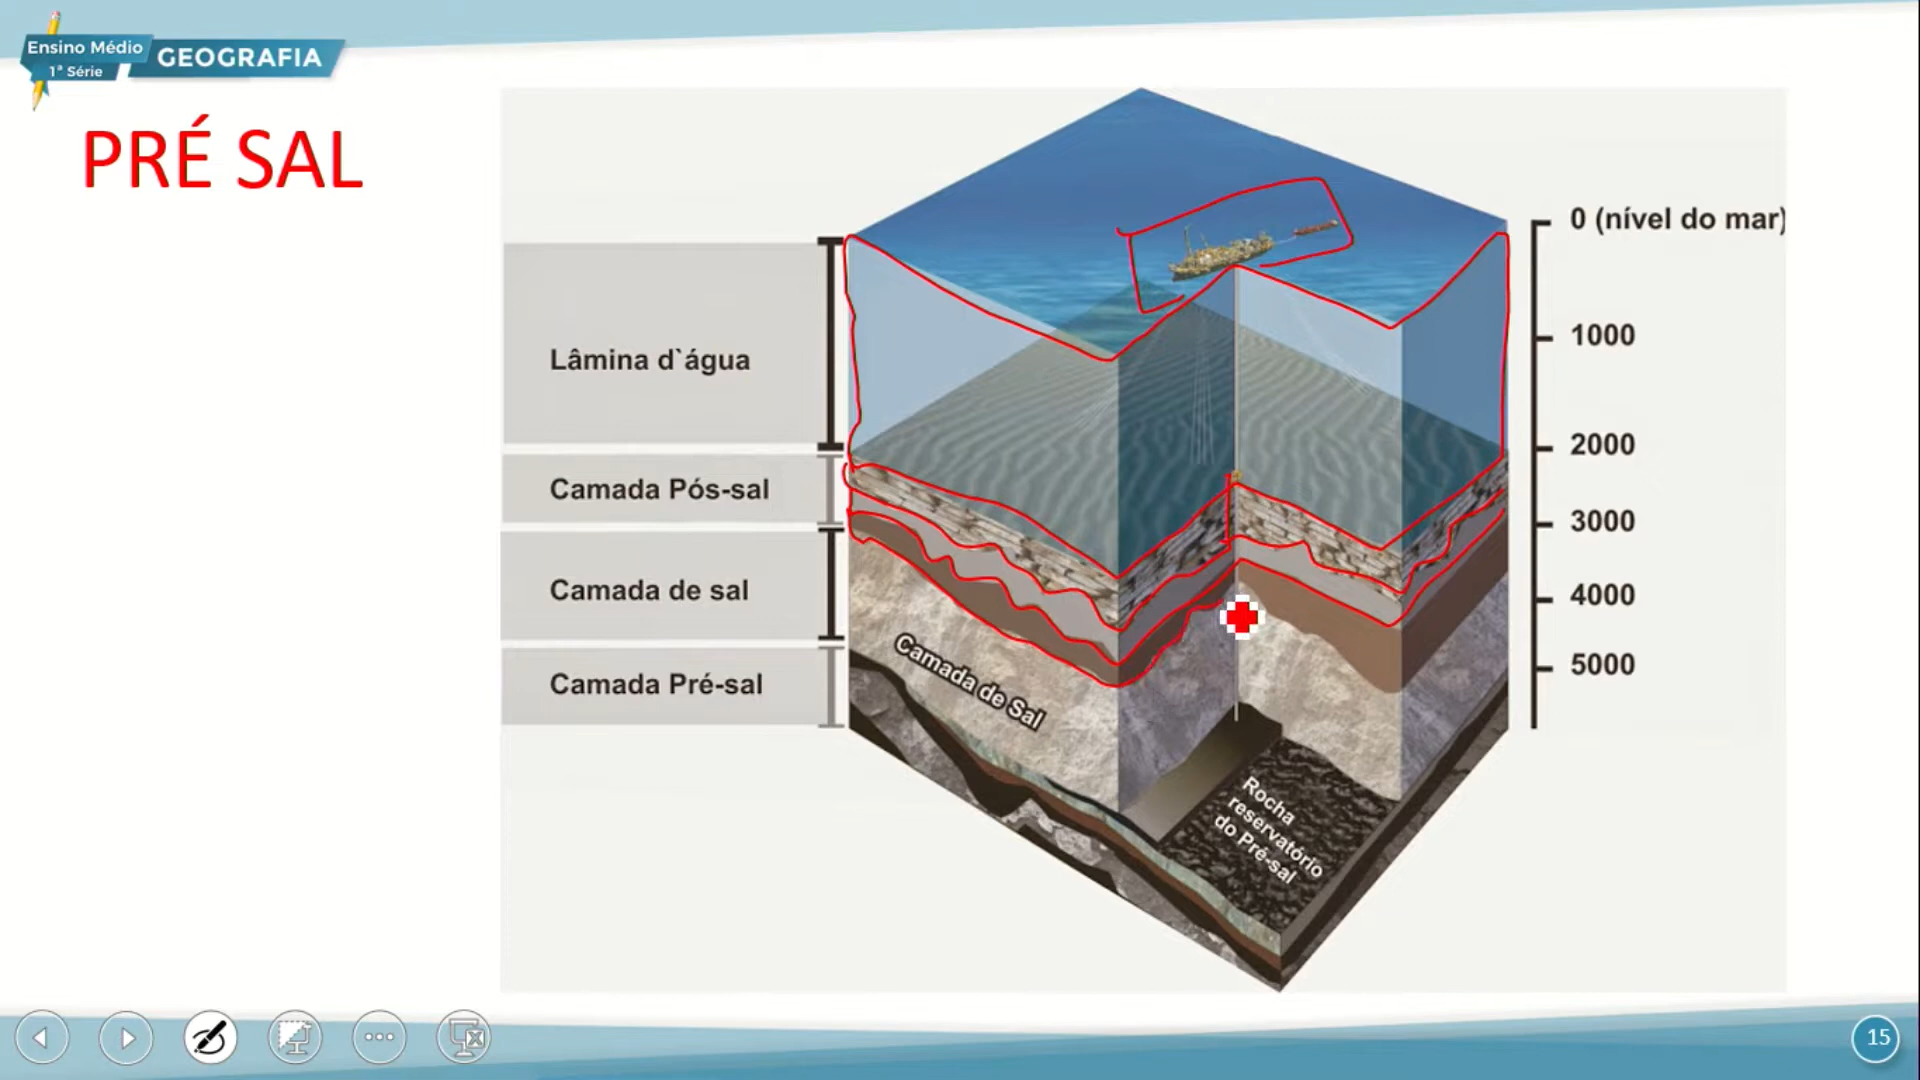 Ensino Médio
1ª Série
GEOGRAFIA
PRÉ SAL
0 (nível do mar)
Lâmina d`água
1000
2000
Camada Pós-sal
3000
Camada de sal
4000
Camada Pré-sal
5000
Camada de Sal
Rocha
reservatório
do Pré-sal
15